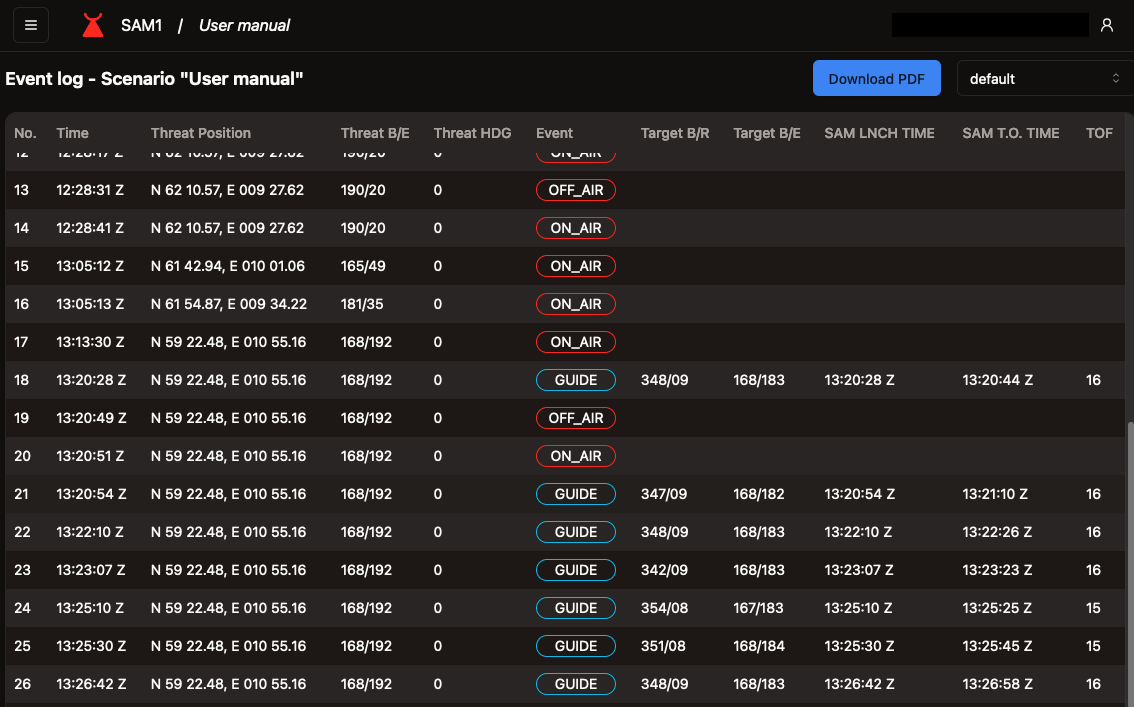 SAM1 / User manual
Event log - Scenario "User manual"
Download PDF
default
No. Time Threat Position Threat B/E Threat HDG Event Target B/R Target B/E SAM LNCH TIME SAM T.O. TIME TOF
12 12:28:17 Z N 62 10.57, E 009 27.62 190/20 0 ON_AIR
13 12:28:31 Z N 62 10.57, E 009 27.62 190/20 0 OFF_AIR
14 12:28:41 Z N 62 10.57, E 009 27.62 190/20 0 ON_AIR
15 13:05:12 Z N 61 42.94, E 010 01.06 165/49 0 ON_AIR
16 13:05:13 Z N 61 54.87, E 009 34.22 181/35 0 ON_AIR
17 13:13:30 Z N 59 22.48, E 010 55.16 168/192 0 ON_AIR
18 13:20:28 Z N 59 22.48, E 010 55.16 168/192 0 GUIDE 348/09 168/183 13:20:28 Z 13:20:44 Z 16
19 13:20:49 Z N 59 22.48, E 010 55.16 168/192 0 OFF_AIR
20 13:20:51 Z N 59 22.48, E 010 55.16 168/192 0 ON_AIR
21 13:20:54 Z N 59 22.48, E 010 55.16 168/192 0 GUIDE 347/09 168/182 13:20:54 Z 13:21:10 Z 16
22 13:22:10 Z N 59 22.48, E 010 55.16 168/192 0 GUIDE 348/09 168/183 13:22:10 Z 13:22:26 Z 16
23 13:23:07 Z N 59 22.48, E 010 55.16 168/192 0 GUIDE 342/09 168/183 13:23:07 Z 13:23:23 Z 16
24 13:25:10 Z N 59 22.48, E 010 55.16 168/192 0 GUIDE 354/08 167/183 13:25:10 Z 13:25:25 Z 15
25 13:25:30 Z N 59 22.48, E 010 55.16 168/192 0 GUIDE 351/08 168/184 13:25:30 Z 13:25:45 Z 15
26 13:26:42 Z N 59 22.48, E 010 55.16 168/192 0 GUIDE 348/09 168/183 13:26:42 Z 13:26:58 Z 16